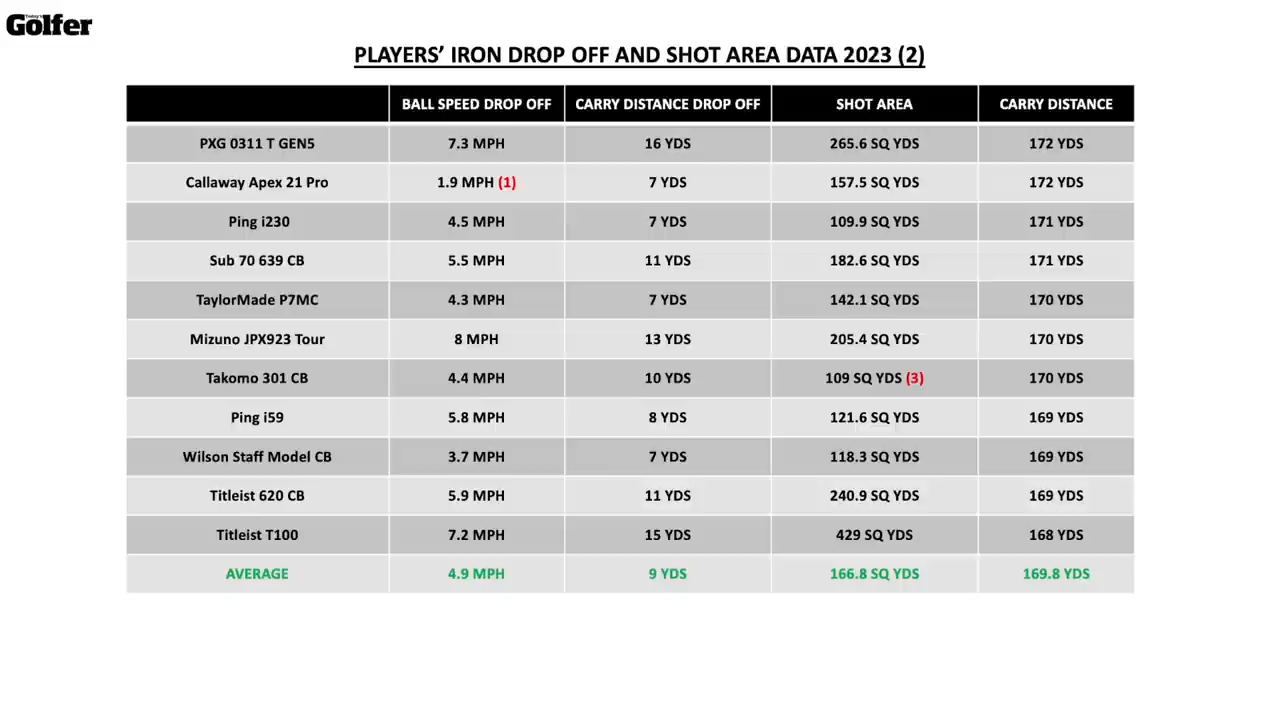 Today's
Golfer
PLAYERS' IRON DROP OFF AND SHOT AREA DATA 2023 (2)
BALL SPEED DROP OFF CARRY DISTANCE DROP OFF SHOT AREA CARRY DISTANCE
PXG 0311 T GEN5 7.3 MPH 16 YDS 265.6 SQ YDS 172 YDS
Callaway Apex 21 Pro 1.9 MPH (1) 7 YDS 157.5 SQ YDS 172 YDS
Ping i230 4.5 MPH 7 YDS 109.9 SQ YDS 171 YDS
Sub 70 639 CB 5.5 MPH 11 YDS 182.6 SQ YDS 171 YDS
TaylorMade P7MC 4.3 MPH 7 YDS 142.1 SQ YDS 170 YDS
Mizuno JPX923 Tour 8 MPH 13 YDS 205.4 SQ YDS 170 YDS
Takomo 301 CB 4.4 MPH 10 YDS 109 SQ YDS (3) 170 YDS
Ping i59 5.8 MPH 8 YDS 121.6 SQ YDS 169 YDS
Wilson Staff Model CB 3.7 MPH 7 YDS 118.3 SQ YDS 169 YDS
Titleist 620 CB 5.9 MPH 11 YDS 240.9 SQ YDS 169 YDS
Titleist T100 7.2 MPH 15 YDS 429 SQ YDS 168 YDS
AVERAGE 4.9 MPH 9 YDS 166.8 SQ YDS 169.8 YDS